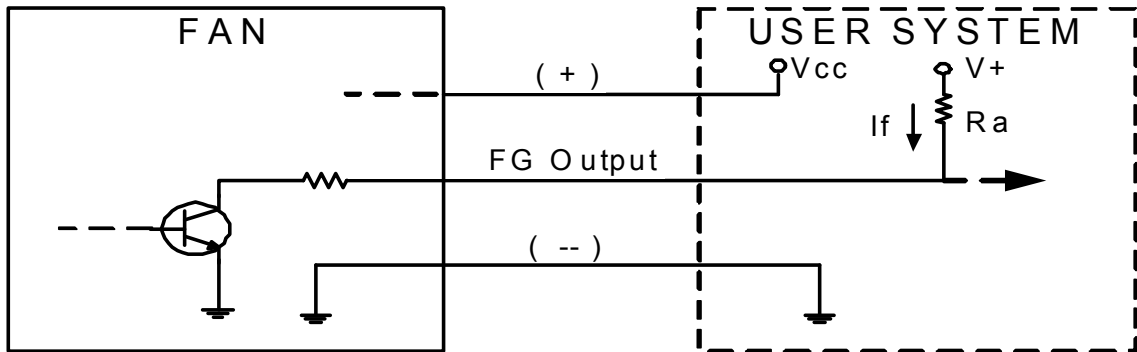 FAN
USER SYSTEM
( + )
Vcc
V+
If
Ra
FG Output
( -- )